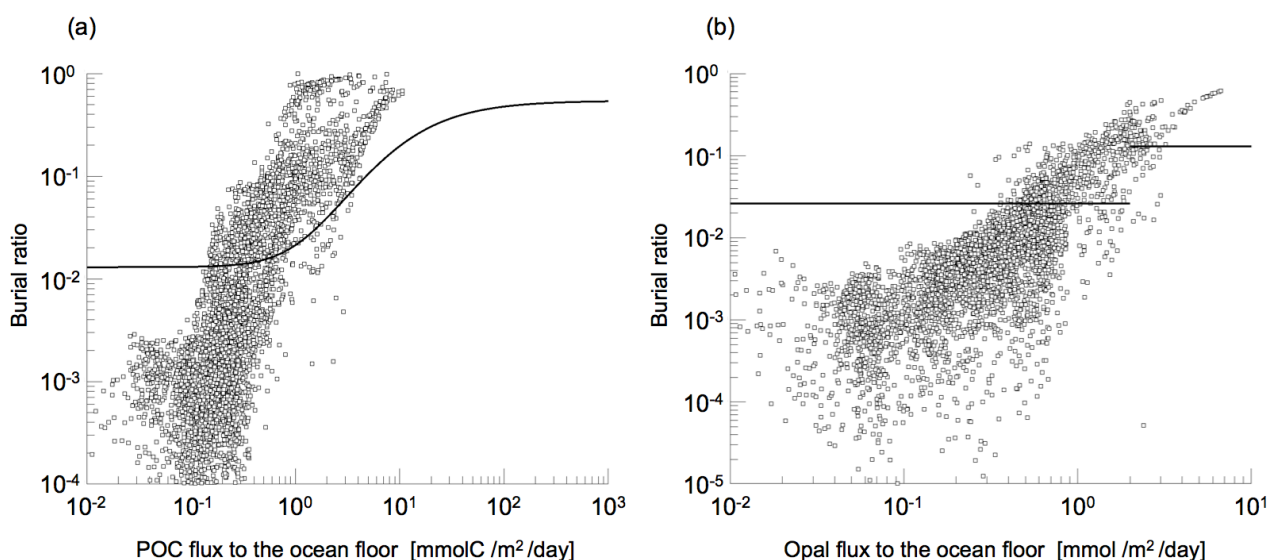 (a) (b)
10⁰ 10⁰
10⁻¹ 10⁻¹
10⁻² 10⁻²
10⁻³ 10⁻³
10⁻⁴ 10⁻⁴
10⁻⁵
Burial ratio Burial ratio
10⁻² 10⁻¹ 10⁰ 10¹ 10² 10³ 10⁻² 10⁻¹ 10⁰ 10¹
POC flux to the ocean floor [mmolC /m² /day] Opal flux to the ocean floor [mmol /m² /day]